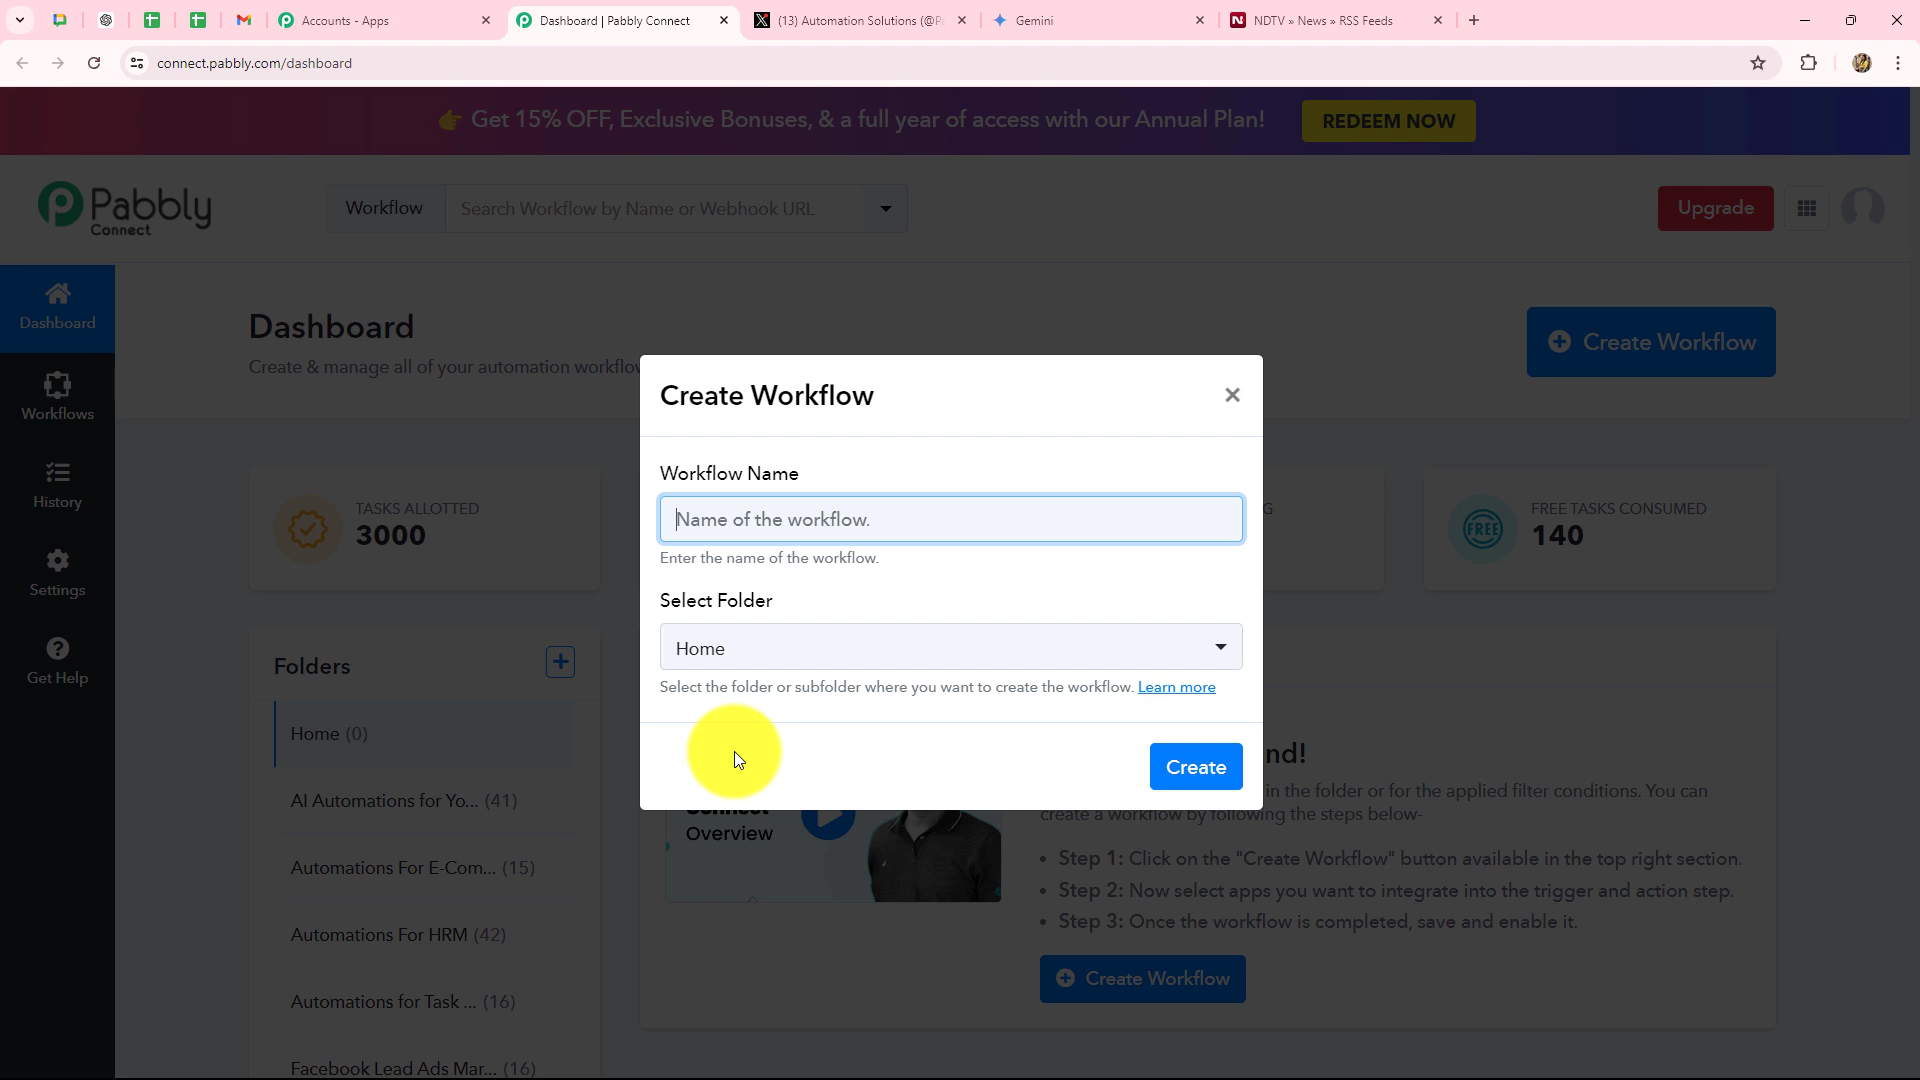 Accounts - Apps
Dashboard | Pabbly Connect
(13) Automation Solutions (@Pa
Gemini
NDTV » News » RSS Feeds
connect.pabbly.com/dashboard
Get 15% OFF, Exclusive Bonuses, & a full year of access with our Annual Plan!
REDEEM NOW
Pabbly
Connect
Workflow
Search Workflow by Name or Webhook URL
Upgrade
Dashboard
Workflows
History
Settings
Get Help
Dashboard
Create & manage all of your automation workflow
Create Workflow
TASKS ALLOTTED
3000
G
FREE
FREE TASKS CONSUMED
140
Folders
Home (0)
AI Automations for Yo... (41)
Automations For E-Com... (15)
Automations For HRM (42)
Automations for Task ... (16)
Facebook Lead Ads Mar... (16)
Create Workflow
Workflow Name
Name of the workflow.
Enter the name of the workflow.
Select Folder
Home
Select the folder or subfolder where you want to create the workflow. Learn more
Create
Connect
Overview
nd!
in the folder or for the applied filter conditions. You can
create a workflow by following the steps below-
• Step 1: Click on the "Create Workflow" button available in the top right section.
• Step 2: Now select apps you want to integrate into the trigger and action step.
• Step 3: Once the workflow is completed, save and enable it.
Create Workflow